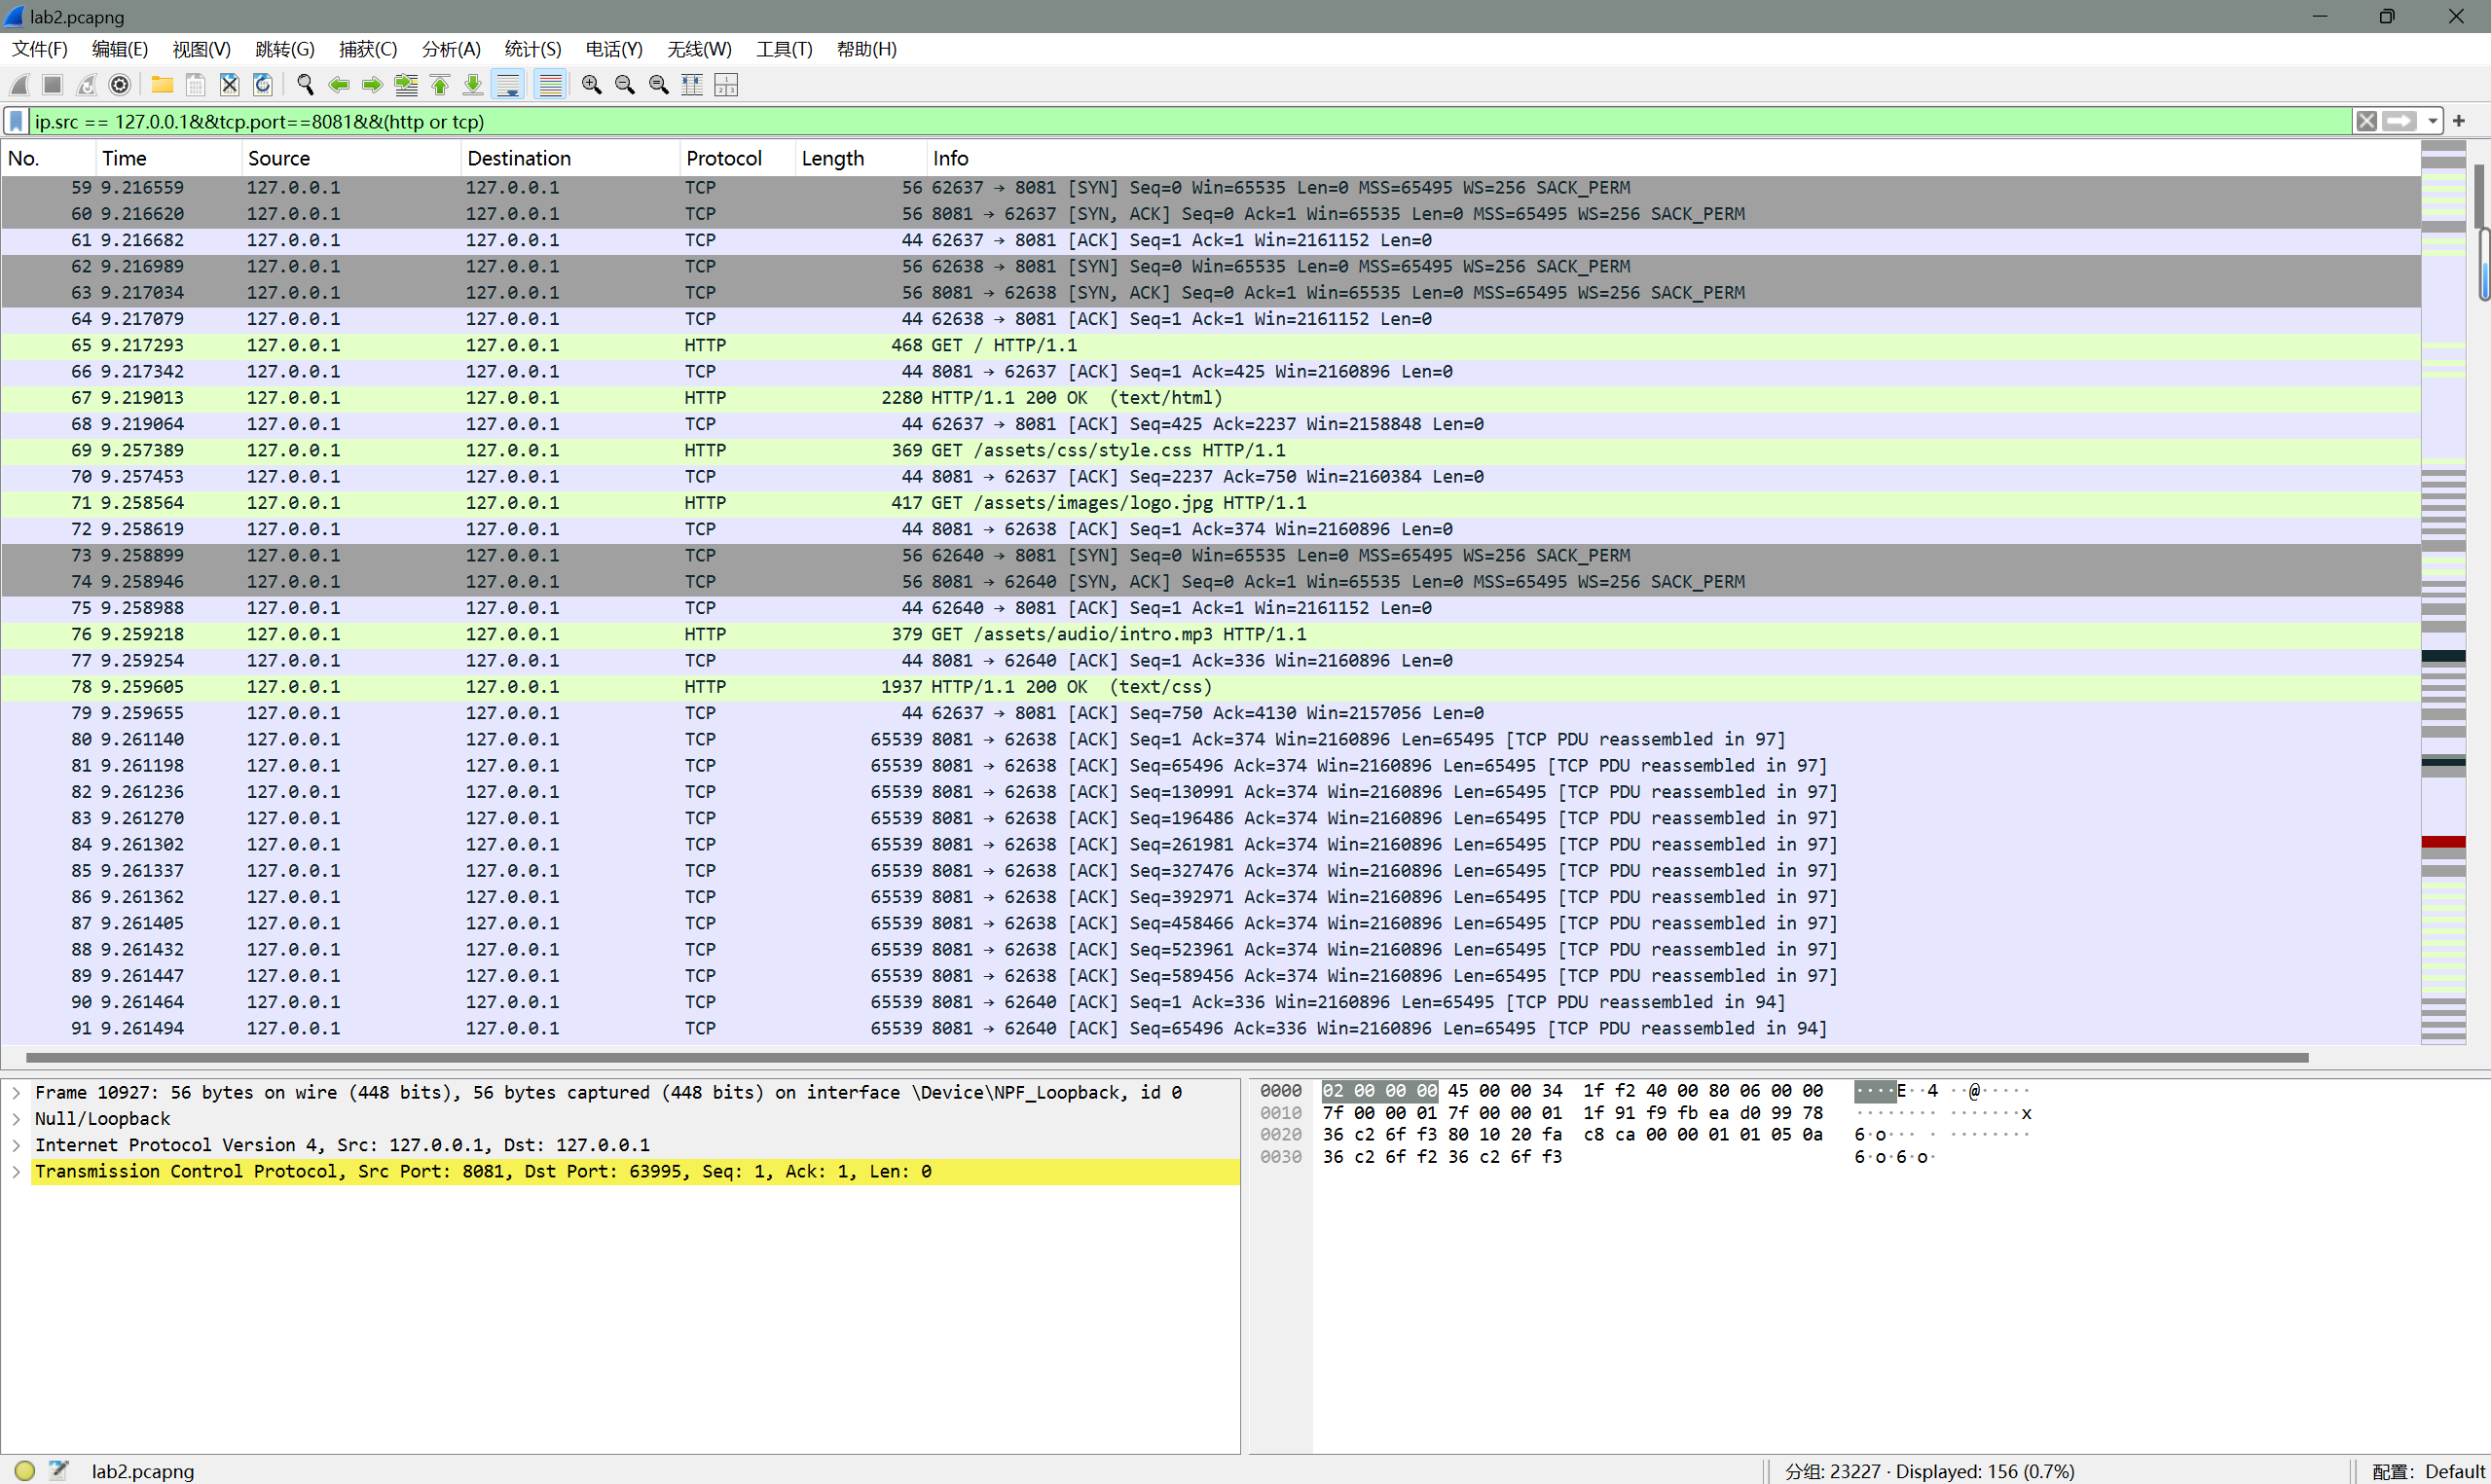 lab2.pcapng
文件(F) 编辑(E) 视图(V) 跳转(G) 捕获(C) 分析(A) 统计(S) 电话(Y) 无线(W) 工具(T) 帮助(H)
ip.src == 127.0.0.1&&tcp.port==8081&&(http or tcp)
No. Time Source Destination Protocol Length Info
59 9.216559 127.0.0.1 127.0.0.1 TCP 56 62637 → 8081 [SYN] Seq=0 Win=65535 Len=0 MSS=65495 WS=256 SACK_PERM
60 9.216620 127.0.0.1 127.0.0.1 TCP 56 8081 → 62637 [SYN, ACK] Seq=0 Ack=1 Win=65535 Len=0 MSS=65495 WS=256 SACK_PERM
61 9.216682 127.0.0.1 127.0.0.1 TCP 44 62637 → 8081 [ACK] Seq=1 Ack=1 Win=2161152 Len=0
62 9.216989 127.0.0.1 127.0.0.1 TCP 56 62638 → 8081 [SYN] Seq=0 Win=65535 Len=0 MSS=65495 WS=256 SACK_PERM
63 9.217034 127.0.0.1 127.0.0.1 TCP 56 8081 → 62638 [SYN, ACK] Seq=0 Ack=1 Win=65535 Len=0 MSS=65495 WS=256 SACK_PERM
64 9.217079 127.0.0.1 127.0.0.1 TCP 44 62638 → 8081 [ACK] Seq=1 Ack=1 Win=2161152 Len=0
65 9.217293 127.0.0.1 127.0.0.1 HTTP 468 GET / HTTP/1.1
66 9.217342 127.0.0.1 127.0.0.1 TCP 44 8081 → 62637 [ACK] Seq=1 Ack=425 Win=2160896 Len=0
67 9.219013 127.0.0.1 127.0.0.1 HTTP 2280 HTTP/1.1 200 OK (text/html)
68 9.219064 127.0.0.1 127.0.0.1 TCP 44 62637 → 8081 [ACK] Seq=425 Ack=2237 Win=2158848 Len=0
69 9.257389 127.0.0.1 127.0.0.1 HTTP 369 GET /assets/css/style.css HTTP/1.1
70 9.257453 127.0.0.1 127.0.0.1 TCP 44 8081 → 62637 [ACK] Seq=2237 Ack=750 Win=2160384 Len=0
71 9.258564 127.0.0.1 127.0.0.1 HTTP 417 GET /assets/images/logo.jpg HTTP/1.1
72 9.258619 127.0.0.1 127.0.0.1 TCP 44 8081 → 62638 [ACK] Seq=1 Ack=374 Win=2160896 Len=0
73 9.258899 127.0.0.1 127.0.0.1 TCP 56 62640 → 8081 [SYN] Seq=0 Win=65535 Len=0 MSS=65495 WS=256 SACK_PERM
74 9.258946 127.0.0.1 127.0.0.1 TCP 56 8081 → 62640 [SYN, ACK] Seq=0 Ack=1 Win=65535 Len=0 MSS=65495 WS=256 SACK_PERM
75 9.258988 127.0.0.1 127.0.0.1 TCP 44 62640 → 8081 [ACK] Seq=1 Ack=1 Win=2161152 Len=0
76 9.259218 127.0.0.1 127.0.0.1 HTTP 379 GET /assets/audio/intro.mp3 HTTP/1.1
77 9.259254 127.0.0.1 127.0.0.1 TCP 44 8081 → 62640 [ACK] Seq=1 Ack=336 Win=2160896 Len=0
78 9.259605 127.0.0.1 127.0.0.1 HTTP 1937 HTTP/1.1 200 OK (text/css)
79 9.259655 127.0.0.1 127.0.0.1 TCP 44 62637 → 8081 [ACK] Seq=750 Ack=4130 Win=2157056 Len=0
80 9.261140 127.0.0.1 127.0.0.1 TCP 65539 8081 → 62638 [ACK] Seq=1 Ack=374 Win=2160896 Len=65495 [TCP PDU reassembled in 97]
81 9.261198 127.0.0.1 127.0.0.1 TCP 65539 8081 → 62638 [ACK] Seq=65496 Ack=374 Win=2160896 Len=65495 [TCP PDU reassembled in 97]
82 9.261236 127.0.0.1 127.0.0.1 TCP 65539 8081 → 62638 [ACK] Seq=130991 Ack=374 Win=2160896 Len=65495 [TCP PDU reassembled in 97]
83 9.261270 127.0.0.1 127.0.0.1 TCP 65539 8081 → 62638 [ACK] Seq=196486 Ack=374 Win=2160896 Len=65495 [TCP PDU reassembled in 97]
84 9.261302 127.0.0.1 127.0.0.1 TCP 65539 8081 → 62638 [ACK] Seq=261981 Ack=374 Win=2160896 Len=65495 [TCP PDU reassembled in 97]
85 9.261337 127.0.0.1 127.0.0.1 TCP 65539 8081 → 62638 [ACK] Seq=327476 Ack=374 Win=2160896 Len=65495 [TCP PDU reassembled in 97]
86 9.261362 127.0.0.1 127.0.0.1 TCP 65539 8081 → 62638 [ACK] Seq=392971 Ack=374 Win=2160896 Len=65495 [TCP PDU reassembled in 97]
87 9.261405 127.0.0.1 127.0.0.1 TCP 65539 8081 → 62638 [ACK] Seq=458466 Ack=374 Win=2160896 Len=65495 [TCP PDU reassembled in 97]
88 9.261432 127.0.0.1 127.0.0.1 TCP 65539 8081 → 62638 [ACK] Seq=523961 Ack=374 Win=2160896 Len=65495 [TCP PDU reassembled in 97]
89 9.261447 127.0.0.1 127.0.0.1 TCP 65539 8081 → 62638 [ACK] Seq=589456 Ack=374 Win=2160896 Len=65495 [TCP PDU reassembled in 97]
90 9.261464 127.0.0.1 127.0.0.1 TCP 65539 8081 → 62640 [ACK] Seq=1 Ack=336 Win=2160896 Len=65495 [TCP PDU reassembled in 94]
91 9.261494 127.0.0.1 127.0.0.1 TCP 65539 8081 → 62640 [ACK] Seq=65496 Ack=336 Win=2160896 Len=65495 [TCP PDU reassembled in 94]
Frame 10927: 56 bytes on wire (448 bits), 56 bytes captured (448 bits) on interface \Device\NPF_Loopback, id 0
Null/Loopback
Internet Protocol Version 4, Src: 127.0.0.1, Dst: 127.0.0.1
Transmission Control Protocol, Src Port: 8081, Dst Port: 63995, Seq: 1, Ack: 1, Len: 0
0000 02 00 00 00 45 00 00 34 1f f2 40 00 80 06 00 00 ····E··4 ··@·····
0010 7f 00 00 01 7f 00 00 01 1f 91 f9 fb ea d0 99 78 ········ ·······x
0020 36 c2 6f f3 80 10 20 fa c8 ca 00 00 01 01 05 0a 6·o··· · ········
0030 36 c2 6f f2 36 c2 6f f3 6·o·6·o·
lab2.pcapng
分组: 23227 · Displayed: 156 (0.7%)
配置: Default